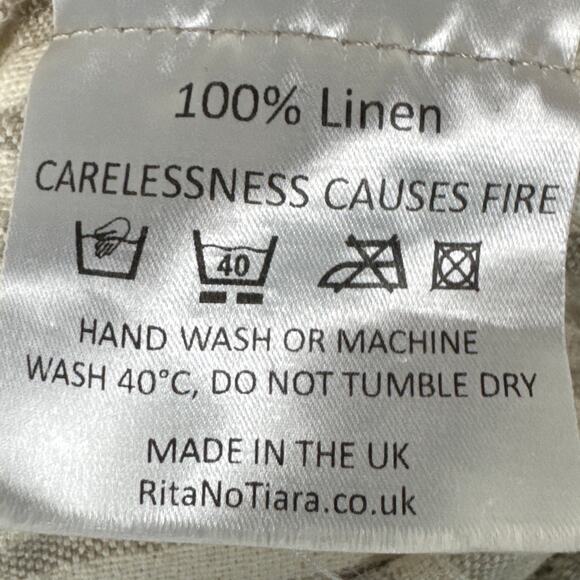 100% Linen
CARELESSNESS CAUSES FIRE
40
HAND WASH OR MACHINE
WASH 40°C, DO NOT TUMBLE DRY
MADE IN THE UK
RitaNoTiara.co.uk